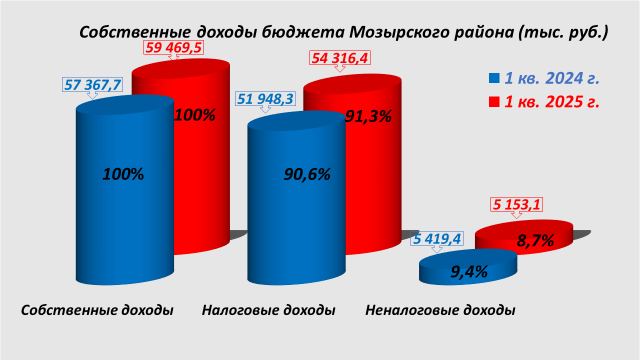 Собственные доходы бюджета Мозырского района (тыс. руб.)
59 469,5
54 316,4
57 367,7
51 948,3
1 кв. 2024 г.
1 кв. 2025 г.
100%
91,3%
100%
90,6%
5 153,1
5 419,4
8,7%
9,4%
Собственные доходы
Налоговые доходы
Неналоговые доходы